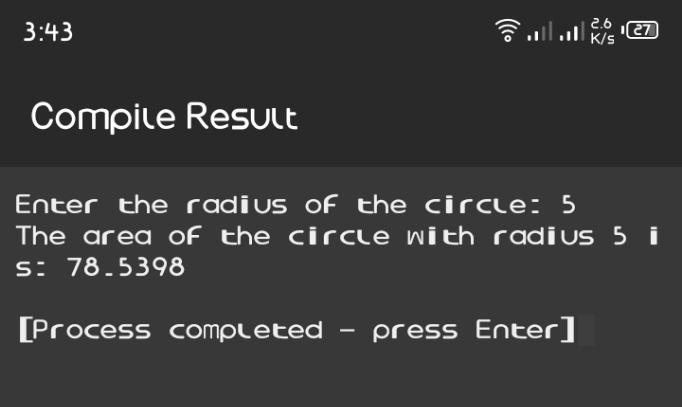 3:43
2.6
K/s
27
Compile Result
Enter the radius of the circle: 5
The area of the circle with radius 5 i
s: 78.5398
[Process completed - press Enter]